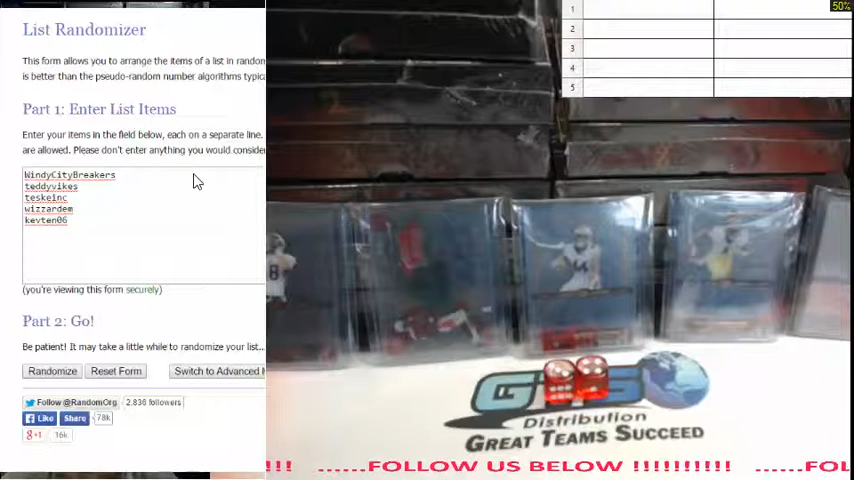 List Randomizer
This form allows you to arrange the items of a list in random
is better than the pseudo-random number algorithms typic
Part 1: Enter List Items
Enter your items in the field below, each on a separate line.
are allowed. Please don't enter anything you would consider
WindyCityBreakers
teddyvikes
teskeinc
wizzardem
kevten06
(you're viewing this form securely)
Part 2: Go!
Be patient! It may take a little while to randomize your list...
Randomize
Reset Form
Switch to Advanced
Follow @RandomOrg
2,836 followers
Like
Share
78k
g+1
16k
1
2
3
4
5
50%
GTS
Distribution
GREAT TEAMS SUCCEED
!!! ......FOLLOW US BELOW !!!!!!!!!! ......FOL